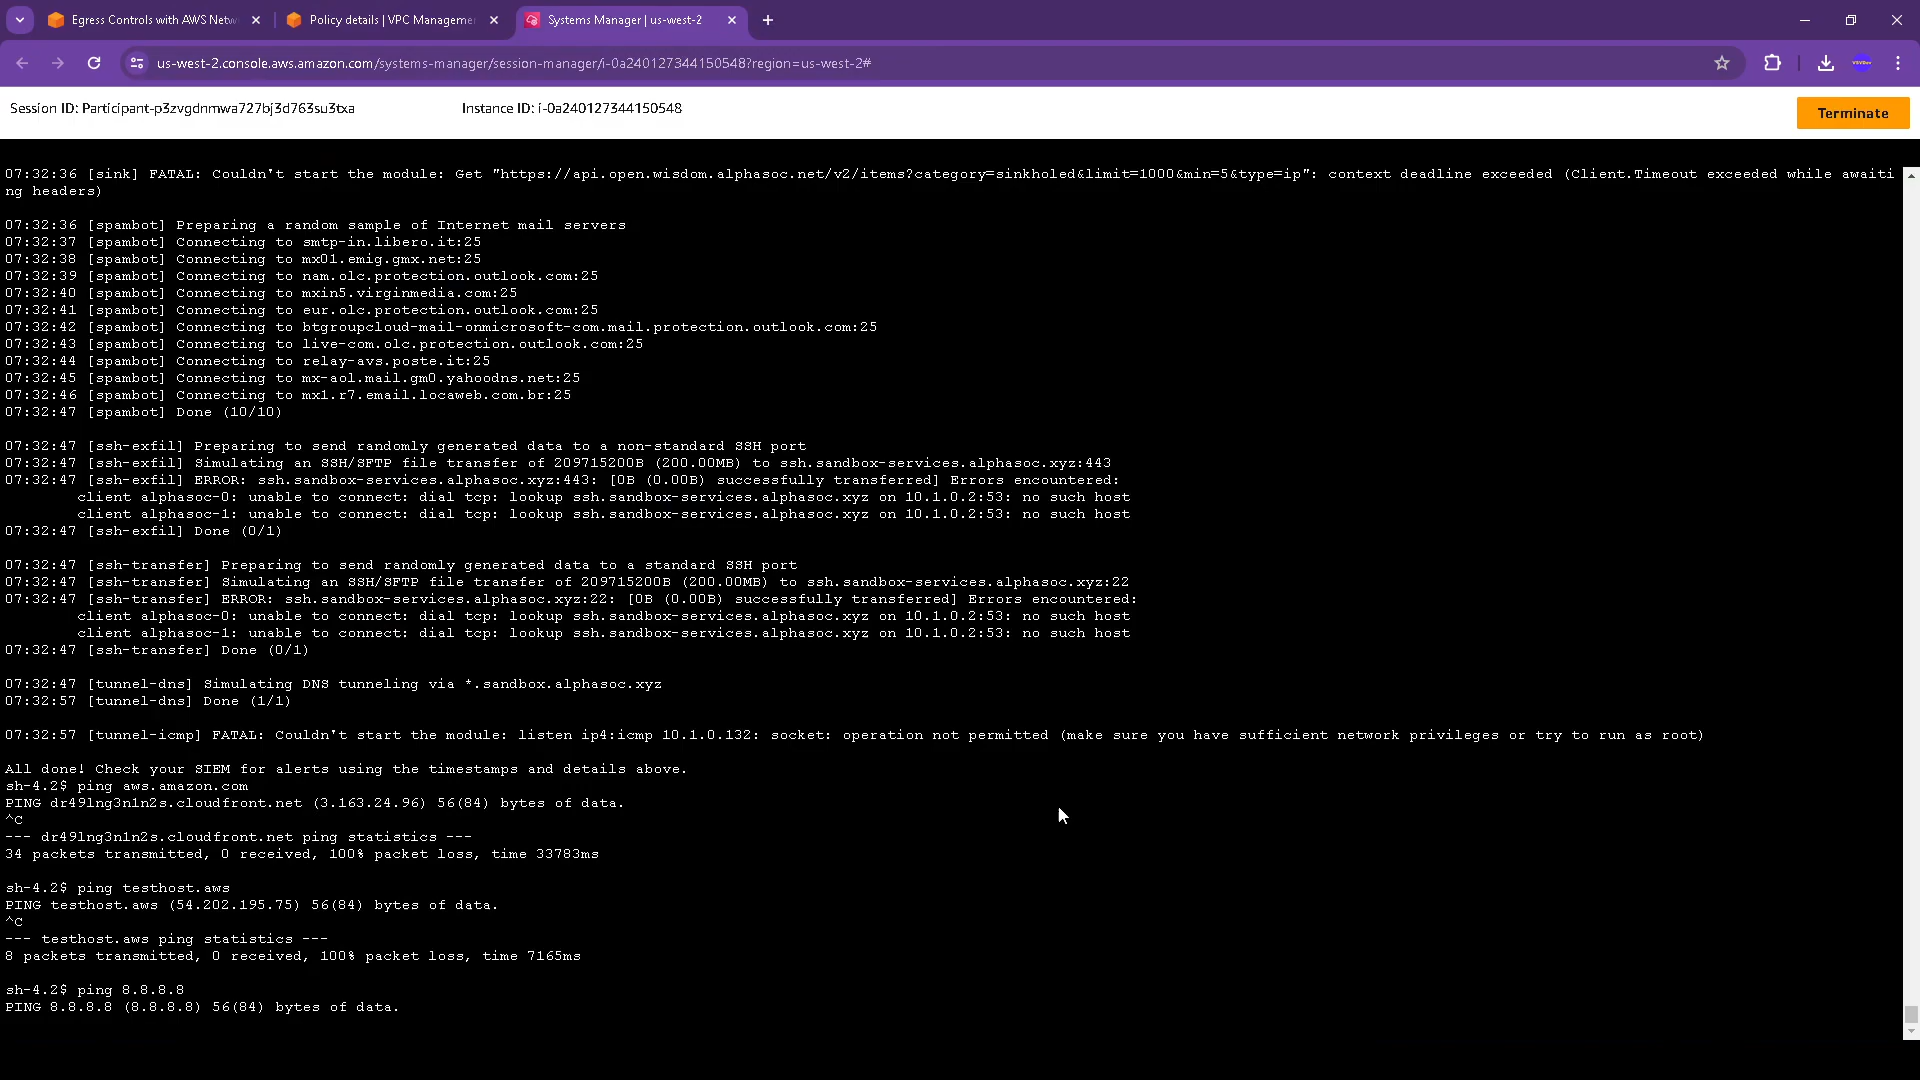 Egress Controls with AWS Netw
Policy details | VPC Manageme
Systems Manager | us-west-2
us-west-2.console.aws.amazon.com/systems-manager/session-manager/i-0a240127344150548?region=us-west-2#
Session ID: Participant-p3zvgdnmwa727bj3d763su3txa
Instance ID: i-0a240127344150548
Terminate
07:32:36 [sink] FATAL: Couldn't start the module: Get "https://api.open.wisdom.alphasoc.net/v2/items?category=sinkholed&limit=1000&min=5&type=ip": context deadline exceeded (Client.Timeout exceeded while awaiti
ng headers)
07:32:36 [spambot] Preparing a random sample of Internet mail servers
07:32:37 [spambot] Connecting to smtp-in.libero.it:25
07:32:38 [spambot] Connecting to mx01.emig.gmx.net:25
07:32:39 [spambot] Connecting to nam.olc.protection.outlook.com:25
07:32:40 [spambot] Connecting to mxin5.virginmedia.com:25
07:32:41 [spambot] Connecting to eur.olc.protection.outlook.com:25
07:32:42 [spambot] Connecting to btgroupcloud-mail-onmicrosoft-com.mail.protection.outlook.com:25
07:32:43 [spambot] Connecting to live-com.olc.protection.outlook.com:25
07:32:44 [spambot] Connecting to relay-avs.poste.it:25
07:32:45 [spambot] Connecting to mx-aol.mail.gm0.yahoodns.net:25
07:32:46 [spambot] Connecting to mx1.r7.email.locaweb.com.br:25
07:32:47 [spambot] Done (10/10)
07:32:47 [ssh-exfil] Preparing to send randomly generated data to a non-standard SSH port
07:32:47 [ssh-exfil] Simulating an SSH/SFTP file transfer of 209715200B (200.00MB) to ssh.sandbox-services.alphasoc.xyz:443
07:32:47 [ssh-exfil] ERROR: ssh.sandbox-services.alphasoc.xyz:443: [0B (0.00B) successfully transferred] Errors encountered:
client alphasoc-0: unable to connect: dial tcp: lookup ssh.sandbox-services.alphasoc.xyz on 10.1.0.2:53: no such host
client alphasoc-1: unable to connect: dial tcp: lookup ssh.sandbox-services.alphasoc.xyz on 10.1.0.2:53: no such host
07:32:47 [ssh-exfil] Done (0/1)
07:32:47 [ssh-transfer] Preparing to send randomly generated data to a standard SSH port
07:32:47 [ssh-transfer] Simulating an SSH/SFTP file transfer of 209715200B (200.00MB) to ssh.sandbox-services.alphasoc.xyz:22
07:32:47 [ssh-transfer] ERROR: ssh.sandbox-services.alphasoc.xyz:22: [0B (0.00B) successfully transferred] Errors encountered:
client alphasoc-0: unable to connect: dial tcp: lookup ssh.sandbox-services.alphasoc.xyz on 10.1.0.2:53: no such host
client alphasoc-1: unable to connect: dial tcp: lookup ssh.sandbox-services.alphasoc.xyz on 10.1.0.2:53: no such host
07:32:47 [ssh-transfer] Done (0/1)
07:32:47 [tunnel-dns] Simulating DNS tunneling via *.sandbox.alphasoc.xyz
07:32:57 [tunnel-dns] Done (1/1)
07:32:57 [tunnel-icmp] FATAL: Couldn't start the module: listen ip4:icmp 10.1.0.132: socket: operation not permitted (make sure you have sufficient network privileges or try to run as root)
All done! Check your SIEM for alerts using the timestamps and details above.
sh-4.2$ ping aws.amazon.com
PING dr49lng3n1n2s.cloudfront.net (3.163.24.96) 56(84) bytes of data.
^C
--- dr49lng3n1n2s.cloudfront.net ping statistics ---
34 packets transmitted, 0 received, 100% packet loss, time 33783ms
sh-4.2$ ping testhost.aws
PING testhost.aws (54.202.195.75) 56(84) bytes of data.
^C
--- testhost.aws ping statistics ---
8 packets transmitted, 0 received, 100% packet loss, time 7165ms
sh-4.2$ ping 8.8.8.8
PING 8.8.8.8 (8.8.8.8) 56(84) bytes of data.